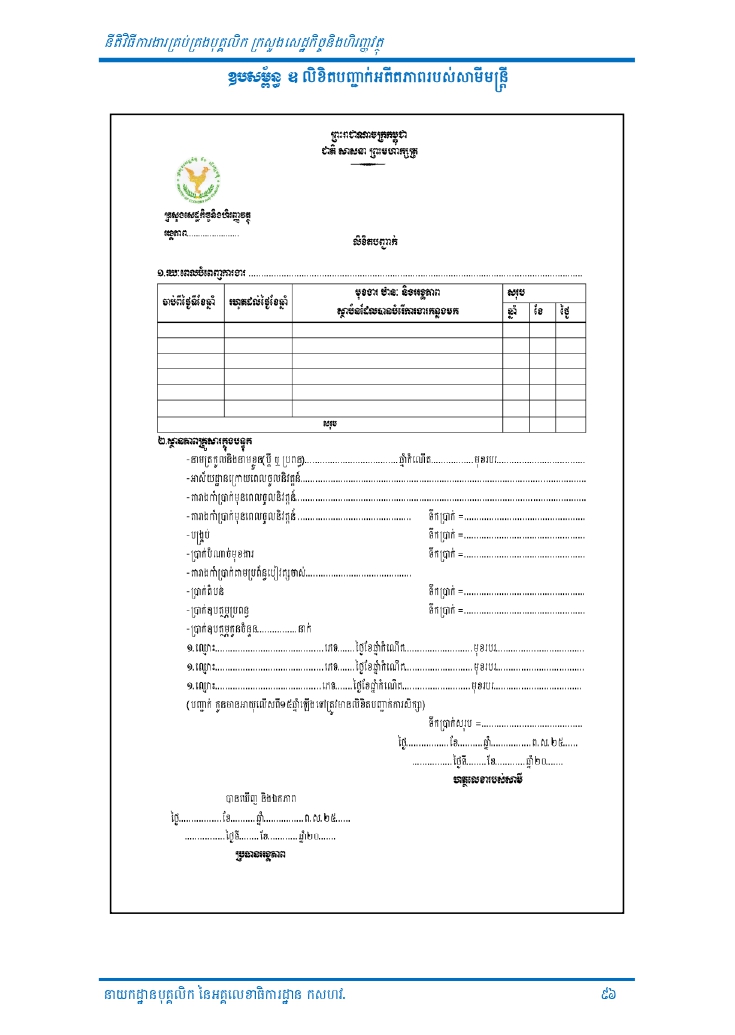 នីតិវិធីការងារគ្រប់គ្រងបុគ្គលិក ក្រសួងសេដ្ឋកិច្ចនិងហិរញ្ញវត្ថុ
ឧបសម្ព័ន្ធ ឧ លិខិតបញ្ជាក់អតីតភាពរបស់សាមីមន្ត្រី
ព្រះរាជាណាចក្រកម្ពុជា
ជាតិ សាសនា ព្រះមហាក្សត្រ
ក្រសួងសេដ្ឋកិច្ចនិងហិរញ្ញវត្ថុ
អង្គភាព......................
លិខិតបញ្ជាក់
១.រយៈពេលបំពេញការងារ ....................................................................................
ចាប់ពីថ្ងៃទីខែឆ្នាំ រហូតដល់ថ្ងៃខែឆ្នាំ មុខងារ ឋានៈ និងអង្គភាព សរុប
ស្ថាប័នដែលបានបំរើការងារកន្លងមក ឆ្នាំ ខែ ថ្ងៃ
សរុប
២.ស្ថានភាពគ្រួសារក្នុងបន្ទុក
-នាមត្រកូលនិងនាមខ្លួន(ប្តី ឬ ប្រពន្ធ)................................ឆ្នាំកំណើត...............មុខរបរ..............................
-អាស័យដ្ឋានក្រោយពេលចូលនិវត្តន៍................................................................................
-តារាងកាំប្រាក់មុនពេលចូលនិវត្តន៍................................................................................
-តារាងកាំប្រាក់មុនពេលចូលនិវត្តន៍...................................... ទឹកប្រាក់ =.........................................
-បង្គ្រប់ ទឹកប្រាក់ =.........................................
-ប្រាក់បំណាច់មុខងារ ទឹកប្រាក់ =.........................................
-តារាងកាំប្រាក់តាមប្រព័ន្ធបៀវត្សចាស់....................................
-ប្រាក់តំបន់ ទឹកប្រាក់ =.........................................
-ប្រាក់ឧបត្ថម្ភប្រពន្ធ ទឹកប្រាក់ =.........................................
-ប្រាក់ឧបត្ថម្ភកូនចំនួន..............នាក់
១.ឈ្មោះ....................................ភេទ......ថ្ងៃខែឆ្នាំកំណើត.......................មុខរបរ..............................
១.ឈ្មោះ....................................ភេទ......ថ្ងៃខែឆ្នាំកំណើត.......................មុខរបរ..............................
១.ឈ្មោះ....................................ភេទ......ថ្ងៃខែឆ្នាំកំណើត.......................មុខរបរ..............................
(បញ្ជាក់ កូនមានអាយុលើសពី១៥ឆ្នាំឡើងទៅត្រូវមានលិខិតបញ្ជាក់ការសិក្សា)
ទឹកប្រាក់សរុប =..................................
ថ្ងៃ...............ខែ.........ឆ្នាំ..............ព.ស.២៥......
..............ថ្ងៃទី.......ខែ...........ឆ្នាំ២០.......
ហត្ថលេខារបស់សាមី
បានឃើញ និងឯកភាព
ថ្ងៃ...............ខែ.........ឆ្នាំ..............ព.ស.២៥......
..............ថ្ងៃទី.......ខែ...........ឆ្នាំ២០.......
ប្រធានអង្គភាព
នាយកដ្ឋានបុគ្គលិក នៃអគ្គលេខាធិការដ្ឋាន កសហវ. ៩៦